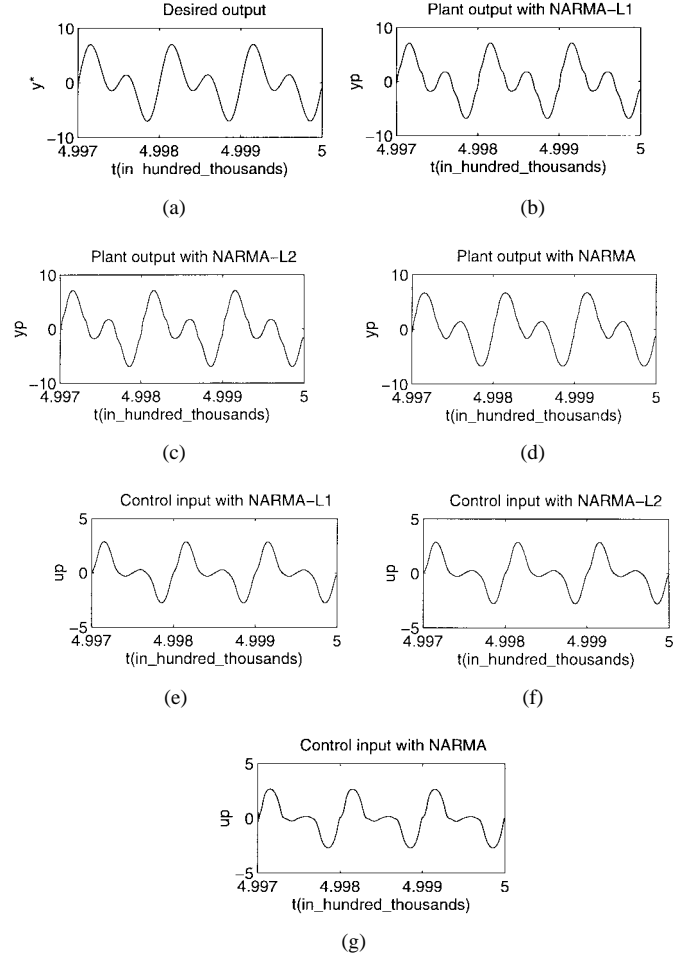 Desired output
10
y*
0
−10
4.997 4.998 4.999 5
t(in_hundred_thousands)
(a)
Plant output with NARMA−L1
10
yp
0
−10
4.997 4.998 4.999 5
t(in_hundred_thousands)
(b)
Plant output with NARMA−L2
10
yp
0
−10
4.997 4.998 4.999 5
t(in_hundred_thousands)
(c)
Plant output with NARMA
10
yp
0
−10
4.997 4.998 4.999 5
t(in_hundred_thousands)
(d)
Control input with NARMA−L1
5
up
0
−5
4.997 4.998 4.999 5
t(in_hundred_thousands)
(e)
Control input with NARMA−L2
5
up
0
−5
4.997 4.998 4.999 5
t(in_hundred_thousands)
(f)
Control input with NARMA
5
up
0
−5
4.997 4.998 4.999 5
t(in_hundred_thousands)
(g)